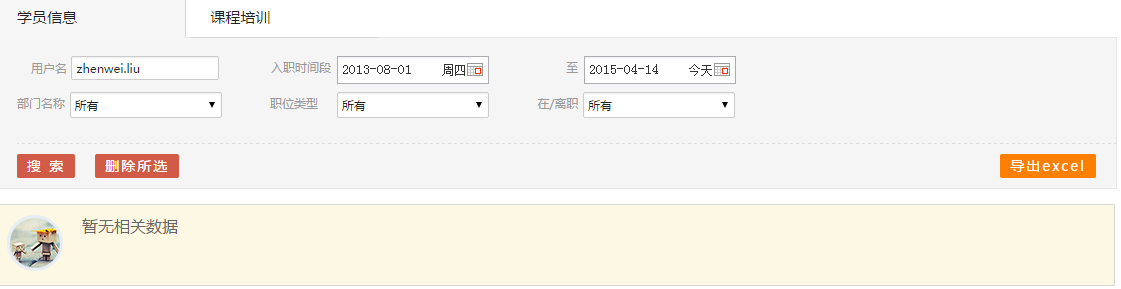 学员信息 课程培训
用户名 zhenwei.liu 入职时间段 2013-08-01 周四 至 2015-04-14 今天
部门名称 所有 职位类型 所有 在/离职 所有
搜 索 删除所选 导出excel
暂无相关数据